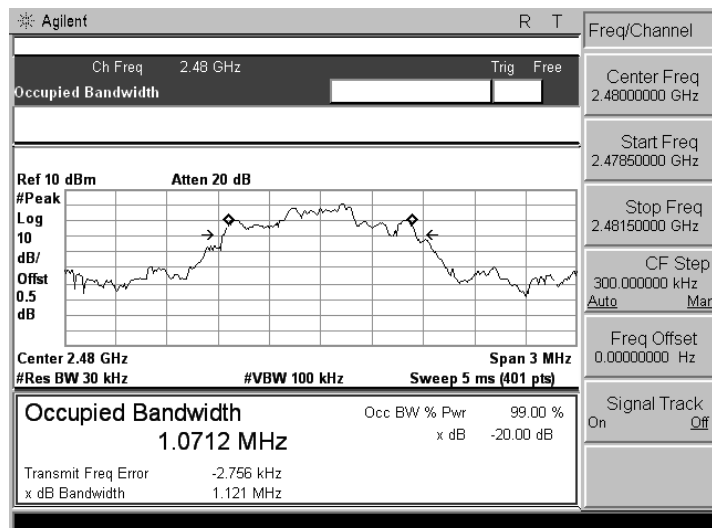 Agilent R T
Freq/Channel
Ch Freq 2.48 GHz Trig Free
Occupied Bandwidth
Center Freq
2.48000000 GHz
Start Freq
2.47850000 GHz
Stop Freq
2.48150000 GHz
CF Step
300.000000 kHz
Auto Man
Freq Offset
0.00000000 Hz
Signal Track
On Off
Ref 10 dBm Atten 20 dB
#Peak
Log
10
dB/
Offst
0.5
dB
Center 2.48 GHz Span 3 MHz
#Res BW 30 kHz #VBW 100 kHz Sweep 5 ms (401 pts)
Occupied Bandwidth Occ BW % Pwr 99.00 %
1.0712 MHz x dB -20.00 dB
Transmit Freq Error -2.756 kHz
x dB Bandwidth 1.121 MHz